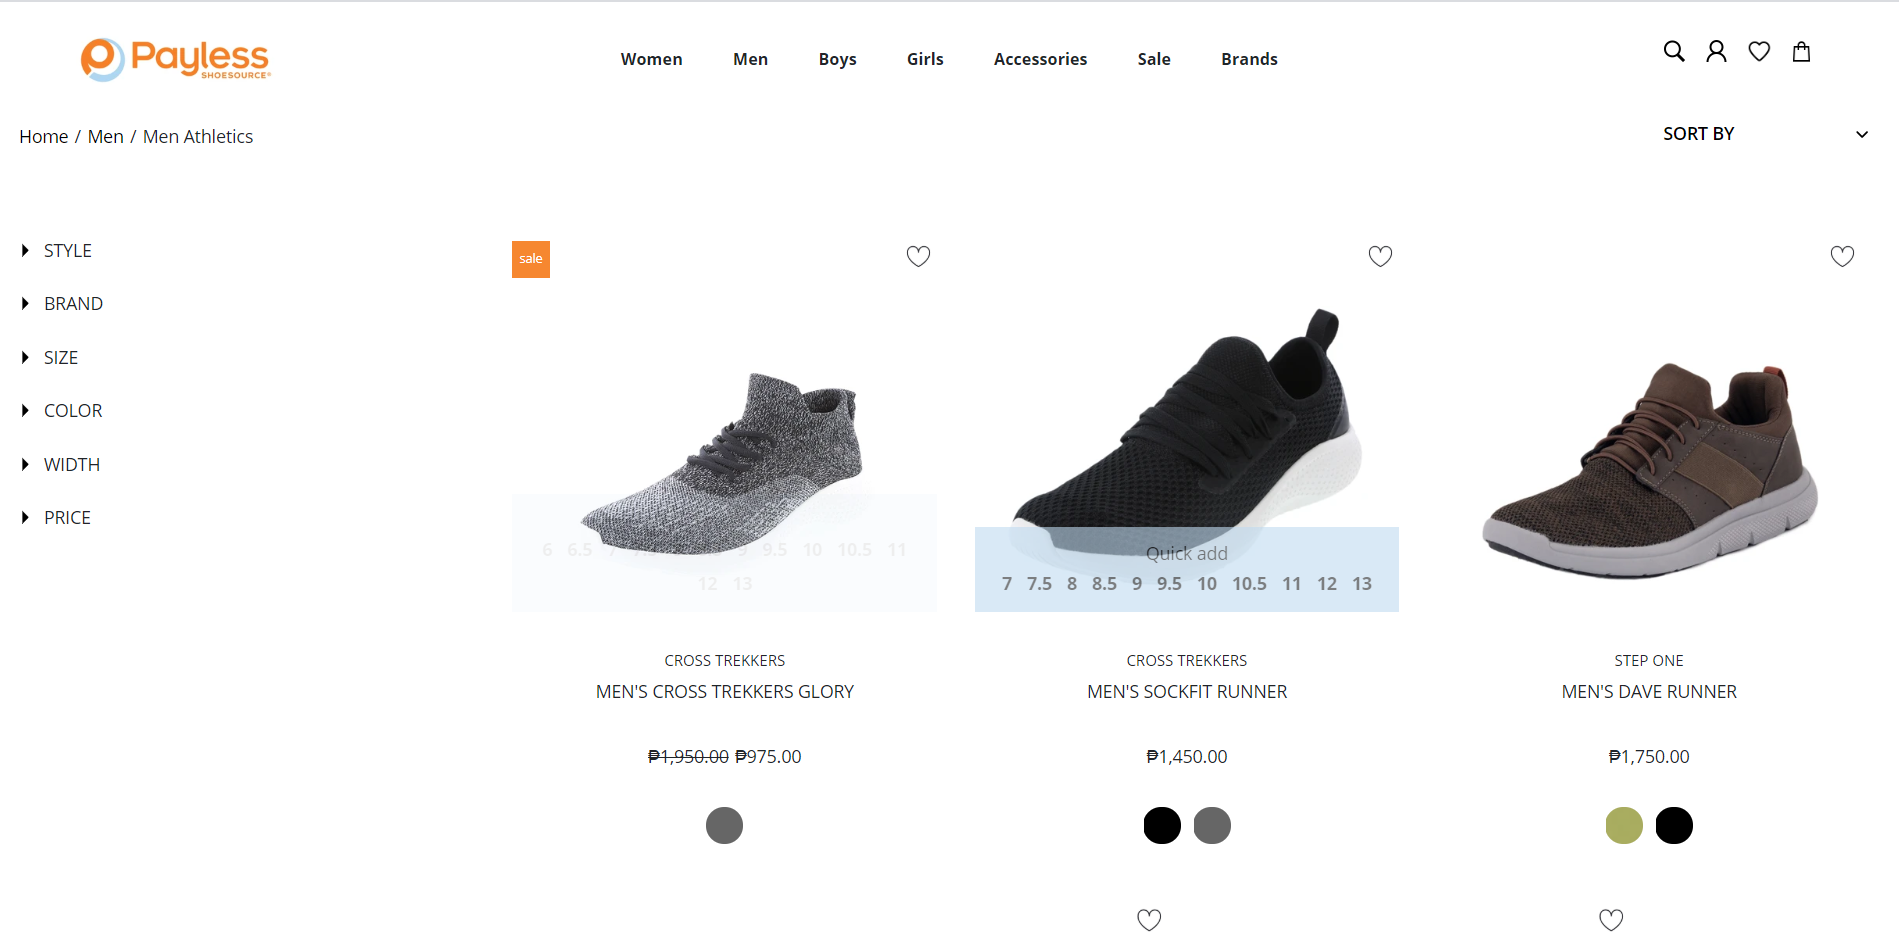 Payless
SHOESOURCE®
Women Men Boys Girls Accessories Sale Brands
Home / Men / Men Athletics
SORT BY
STYLE
BRAND
SIZE
COLOR
WIDTH
PRICE
sale
6 6.5 7 9 9.5 10 10.5 11
12 13
CROSS TREKKERS
MEN'S CROSS TREKKERS GLORY
₱1,950.00 ₱975.00
Quick add
7 7.5 8 8.5 9 9.5 10 10.5 11 12 13
CROSS TREKKERS
MEN'S SOCKFIT RUNNER
₱1,450.00
STEP ONE
MEN'S DAVE RUNNER
₱1,750.00